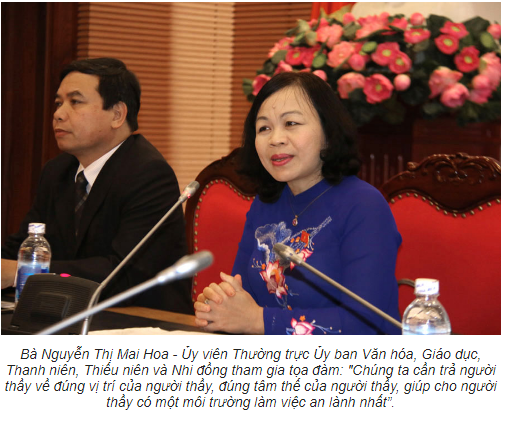 Bà Nguyễn Thị Mai Hoa - Ủy viên Thường trực Ủy ban Văn hóa, Giáo dục,
Thanh niên, Thiếu niên và Nhi đồng tham gia tọa đàm: "Chúng ta cần trả người
thầy về đúng vị trí của người thầy, đúng tâm thế của người thầy, giúp cho người
thầy có một môi trường làm việc an lành nhất”.